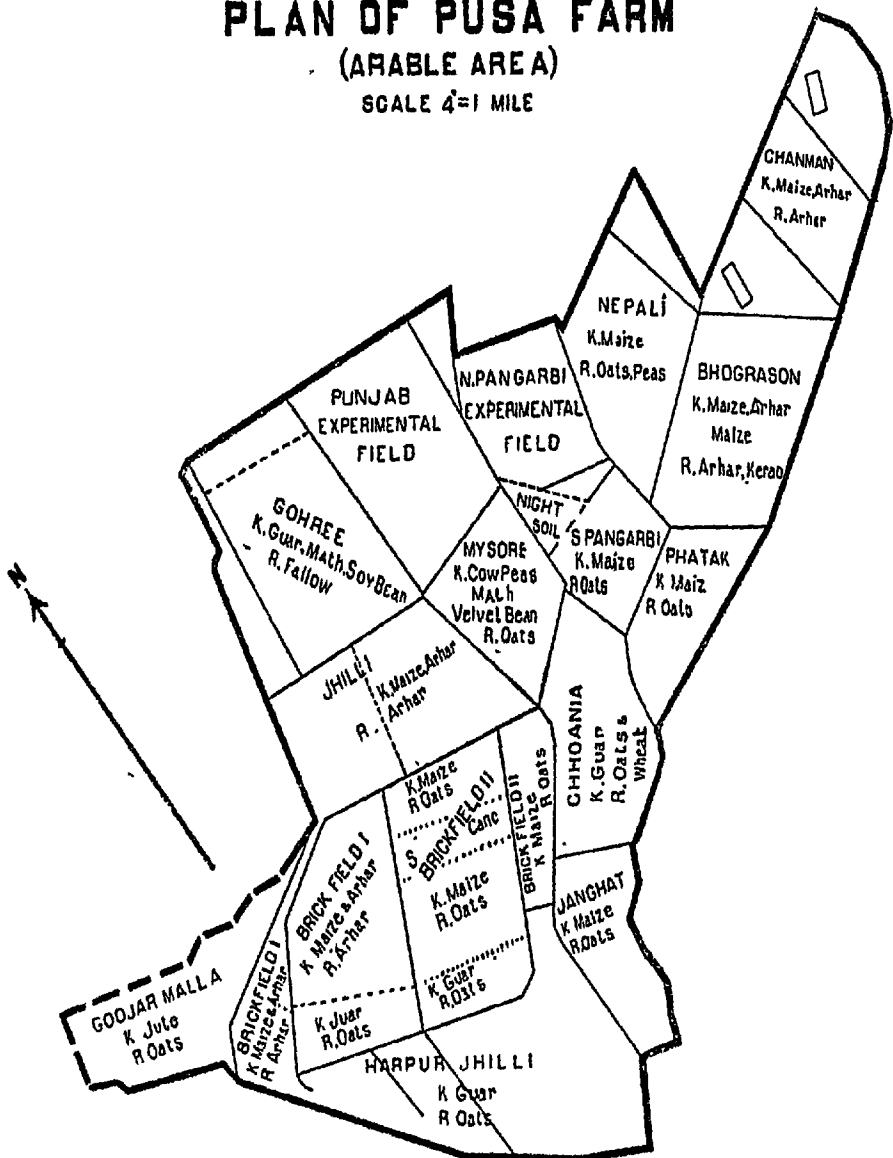 PLAN OF PUSA FARM
(ARABLE AREA)
SCALE 4"=1 MILE
CHANMAN
K.Maize,Arhar
R.Arhar
NEPALI
K.Maize
R.Oats,Peas
BHOGRASON
K.Maize,Arhar
Maize
R.Arhar,Kerao
N.PANGARBI
EXPERIMENTAL
FIELD
PUNJAB
EXPERIMENTAL
FIELD
GOHREE
K.Guar,Math,SoyBean
R.Fallow
NIGHT
SOIL
S PANGARBI
K.Maize
R Oats
PHATAK
K Maiz
R Oats
MYSORE
K.CowPeas
Math
Velvet Bean
R.Oats
N
JHILLI
K.Maize,Arhar
R. Arhar
CHHOANIA
K.Guar
R.Oats &
Wheat
K.Maize
R Oats
BRICKFIELD II
S Canc
K.Maize
R.Oats
K Guar
R.Oats
BRICK FIELD II
K Maize
R Oats
BRICK FIELD I
K Maize & Arhar
R.Arhar
K Juar
R.Oats
BRICKFIELD I
K Maize & Arhar
R Arhar
JANGHAT
K Maize
R.Oats
GOOJAR MALLA
K Jute
R Oats
HARPUR JHILLI
K Guar
R Oats